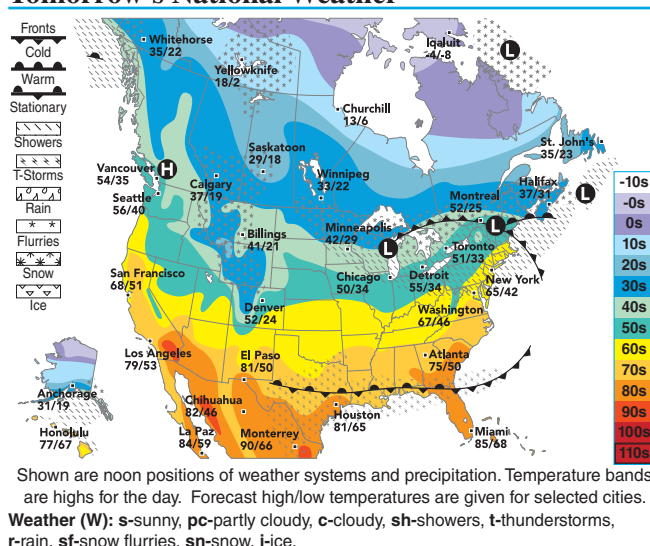 Tomorrow's National Weather
Fronts
Cold
Warm
Stationary
Showers
T-Storms
Rain
Flurries
Snow
Ice
Whitehorse
35/22
Yellowknife
18/2
Iqaluit
-4/-8
L
Churchill
13/6
Saskatoon
29/18
St. John's
35/23
Vancouver
54/35
H
Calgary
37/19
Winnipeg
33/22
Halifax
37/31
L
Seattle
56/40
Montreal
52/25
L
Billings
41/21
Minneapolis
42/29
L
Toronto
51/33
San Francisco
68/51
Chicago
50/34
Detroit
55/34
New York
65/42
Denver
52/24
Washington
67/46
Los Angeles
79/53
El Paso
81/50
Atlanta
75/50
Anchorage
31/19
Chihuahua
82/46
Houston
81/65
Honolulu
77/67
La Paz
84/59
Monterrey
90/66
Miami
85/68
-10s
-0s
0s
10s
20s
30s
40s
50s
60s
70s
80s
90s
100s
110s
Shown are noon positions of weather systems and precipitation. Temperature bands
are highs for the day. Forecast high/low temperatures are given for selected cities.
Weather (W): s-sunny, pc-partly cloudy, c-cloudy, sh-showers, t-thunderstorms,
r-rain, sf-snow flurries, sn-snow, i-ice.